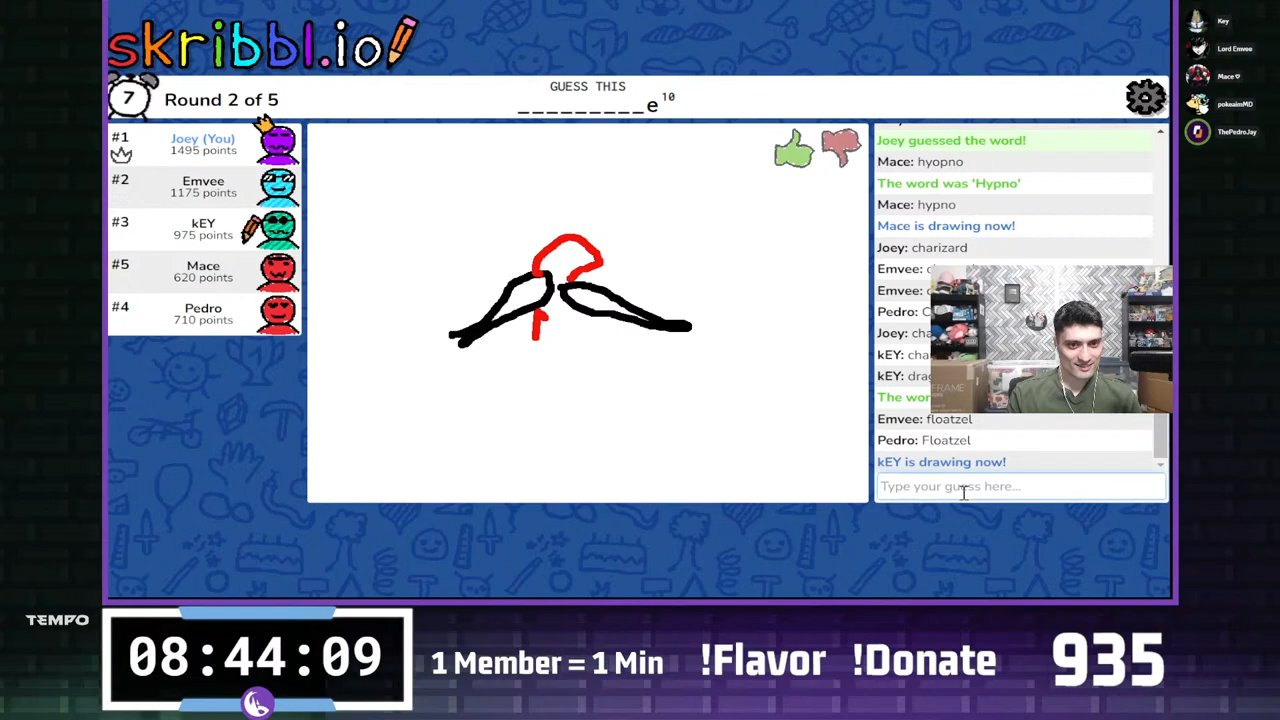 skribbl.io
7
Round 2 of 5
GUESS THIS
_________e 10
#1
Joey (You)
1495 points
#2
Emvee
1175 points
#3
kEY
975 points
#5
Mace
620 points
#4
Pedro
710 points
Joey guessed the word!
Mace: hyopno
The word was 'Hypno'
Mace: hypno
Mace is drawing now!
Joey: charizard
Emvee:
Emvee:
Pedro:
Joey:
kEY:
kEY:
The
Emvee: floatzel
Pedro: Floatzel
kEY is drawing now!
Type your guess here...
Key
Lord Emvee
Mace
pokeaimMD
ThePedroJay
FRAME
TEMPO
08:44:09
1 Member = 1 Min
!Flavor
!Donate
935